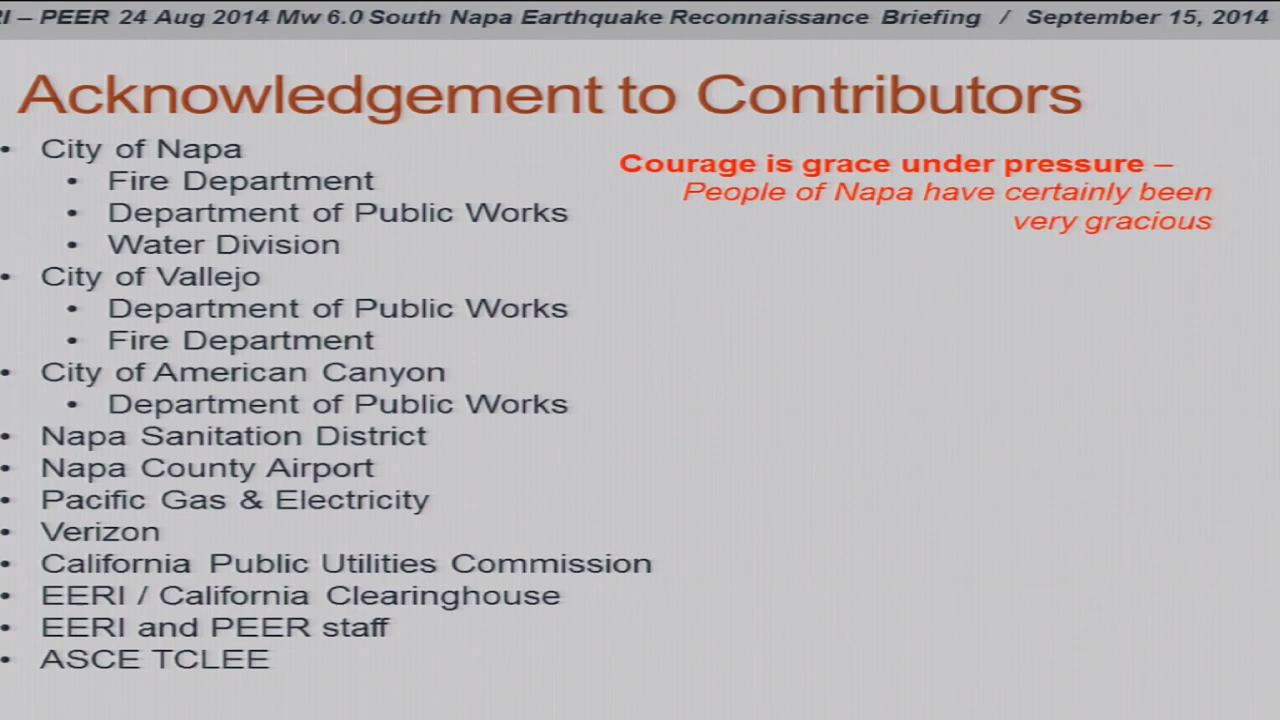 – PEER 24 Aug 2014 Mw 6.0 South Napa Earthquake Reconnaissance Briefing / September 15, 2014
Acknowledgement to Contributors
• City of Napa
• Fire Department
• Department of Public Works
• Water Division
• City of Vallejo
• Department of Public Works
• Fire Department
• City of American Canyon
• Department of Public Works
• Napa Sanitation District
• Napa County Airport
• Pacific Gas & Electricity
• Verizon
• California Public Utilities Commission
• EERI / California Clearinghouse
• EERI and PEER staff
• ASCE TCLEE
Courage is grace under pressure –
People of Napa have certainly been
very gracious